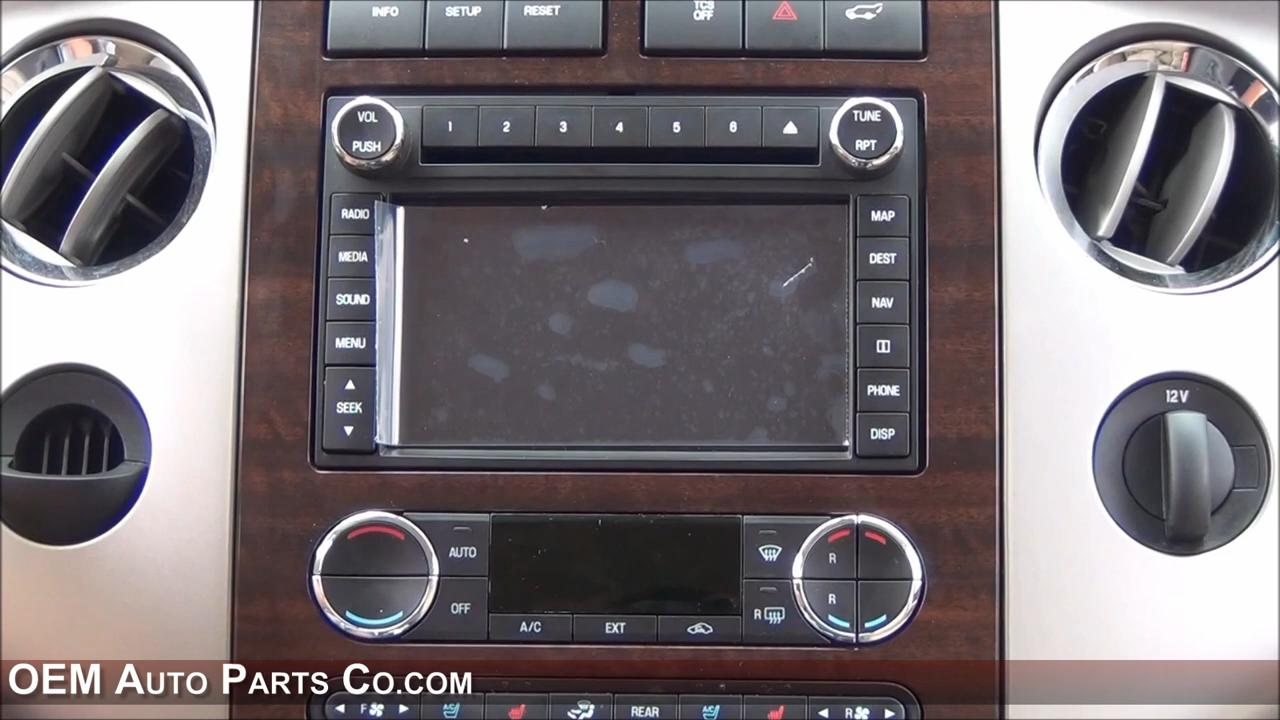 INFO SETUP RESET TCS OFF
VOL PUSH 1 2 3 4 5 6 TUNE RPT
RADIO
MEDIA
SOUND
MENU
SEEK
MAP
DEST
NAV
PHONE
DISP
12V
AUTO
OFF
A/C EXT
R
R
R
OEM AUTO PARTS CO.COM
F A/C REAR A/C R